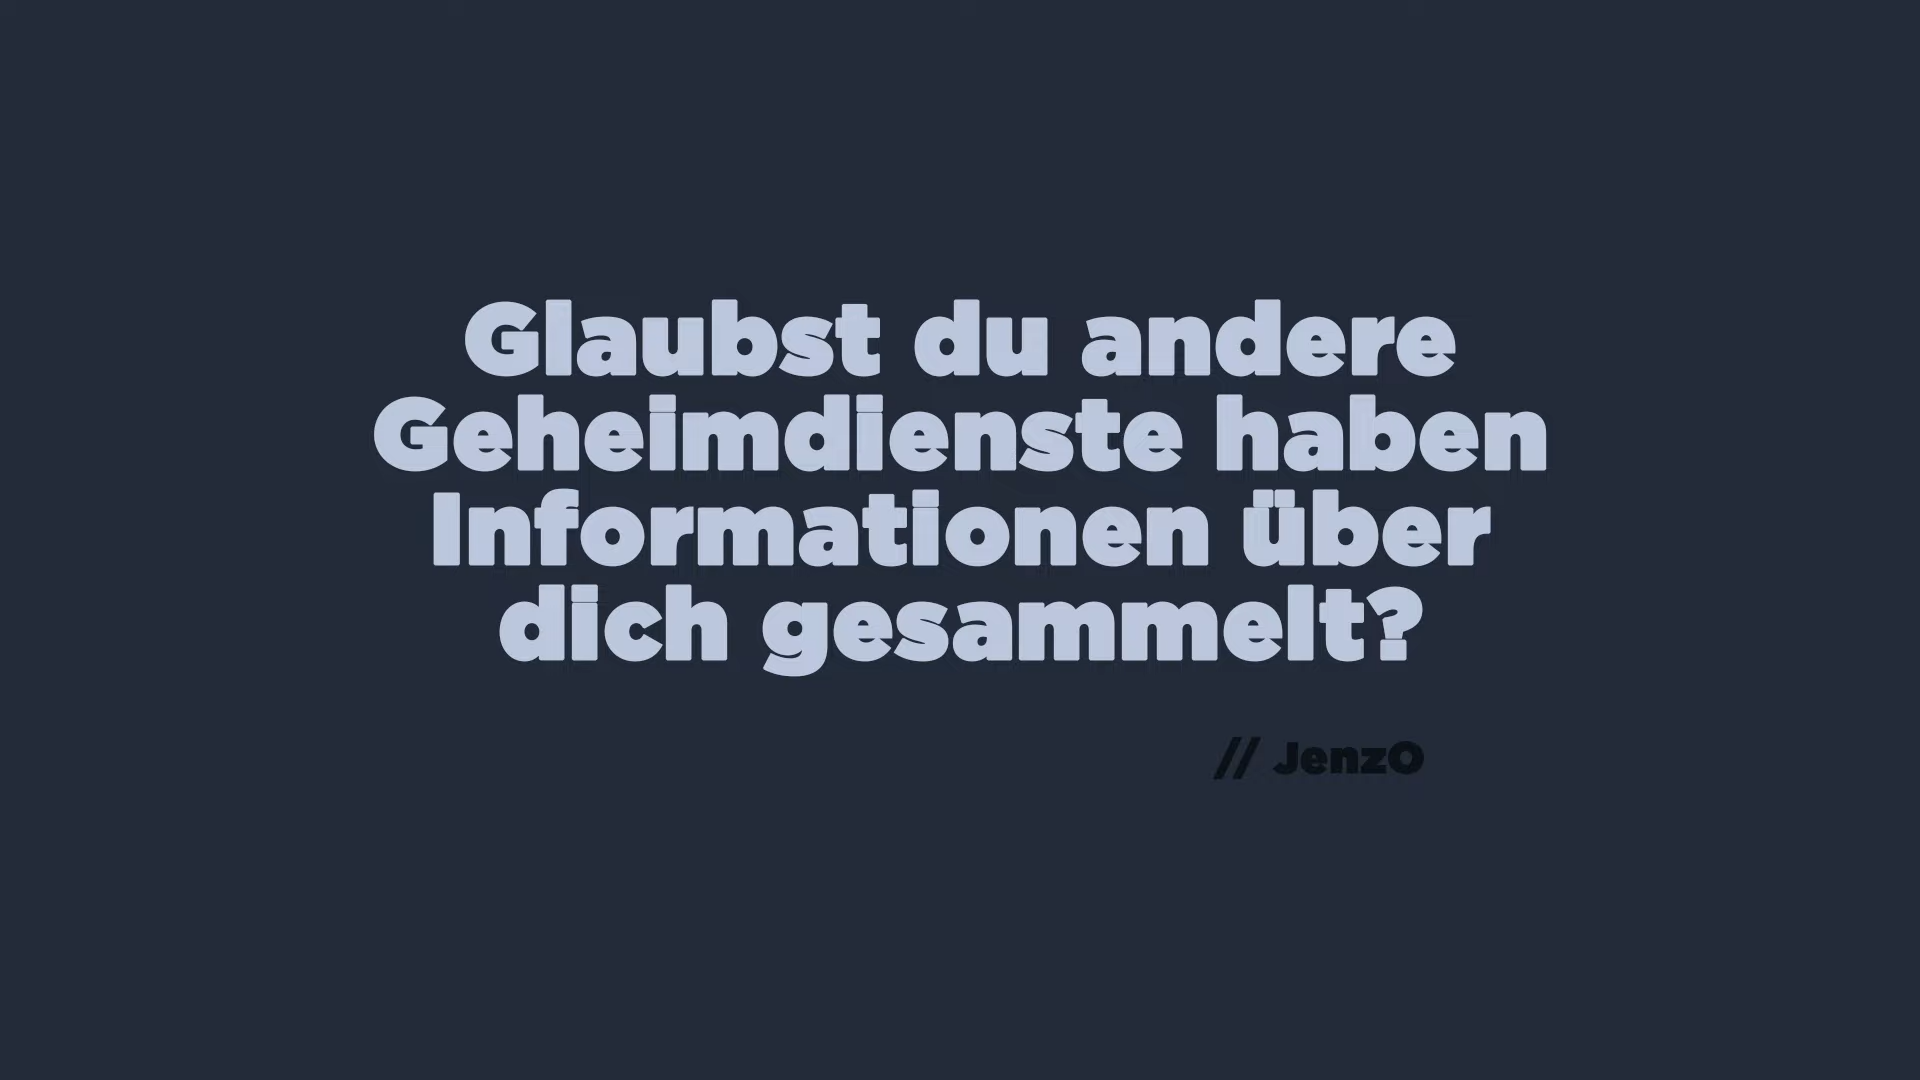 Glaubst du andere
Geheimdienste haben
Informationen über
dich gesammelt?
// JenzO